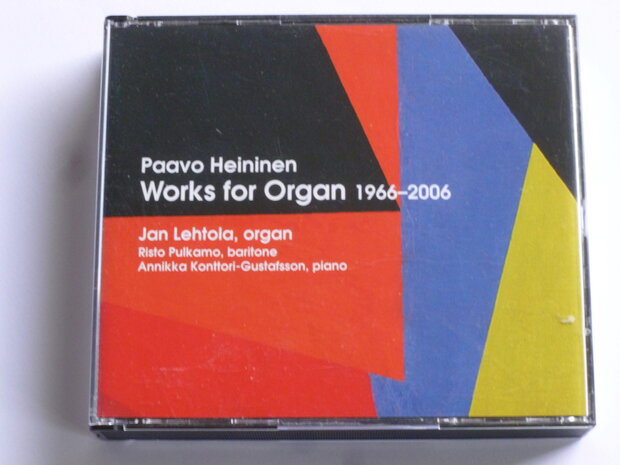 Paavo Heininen
Works for Organ 1966–2006
Jan Lehtola, organ
Risto Pulkamo, baritone
Annikka Konttori-Gustafsson, piano